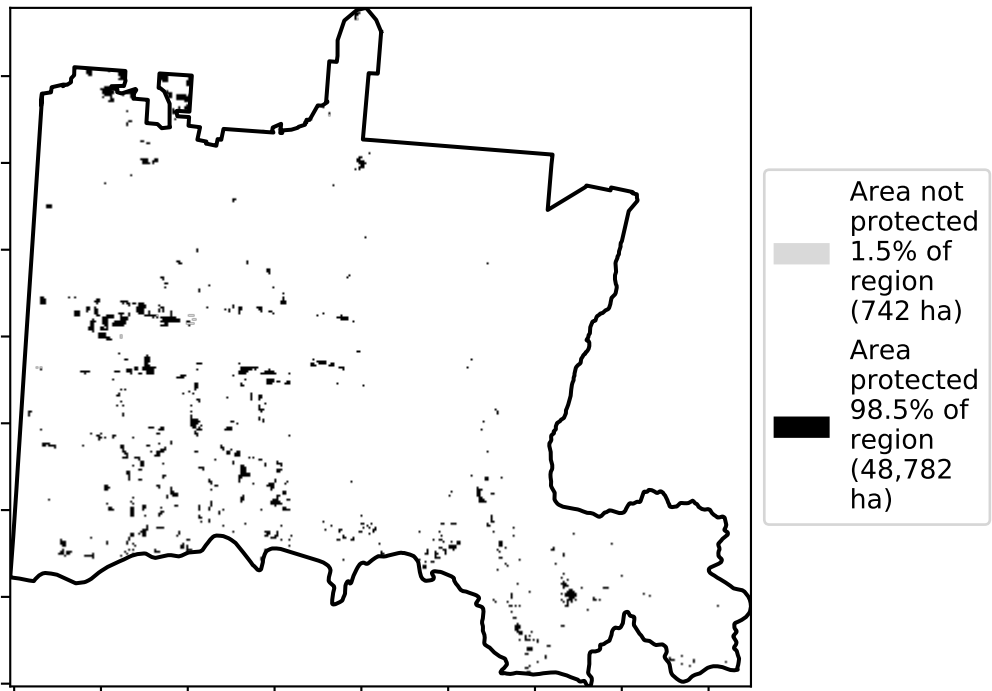 Area not
protected
1.5% of
region
(742 ha)
Area
protected
98.5% of
region
(48,782
ha)